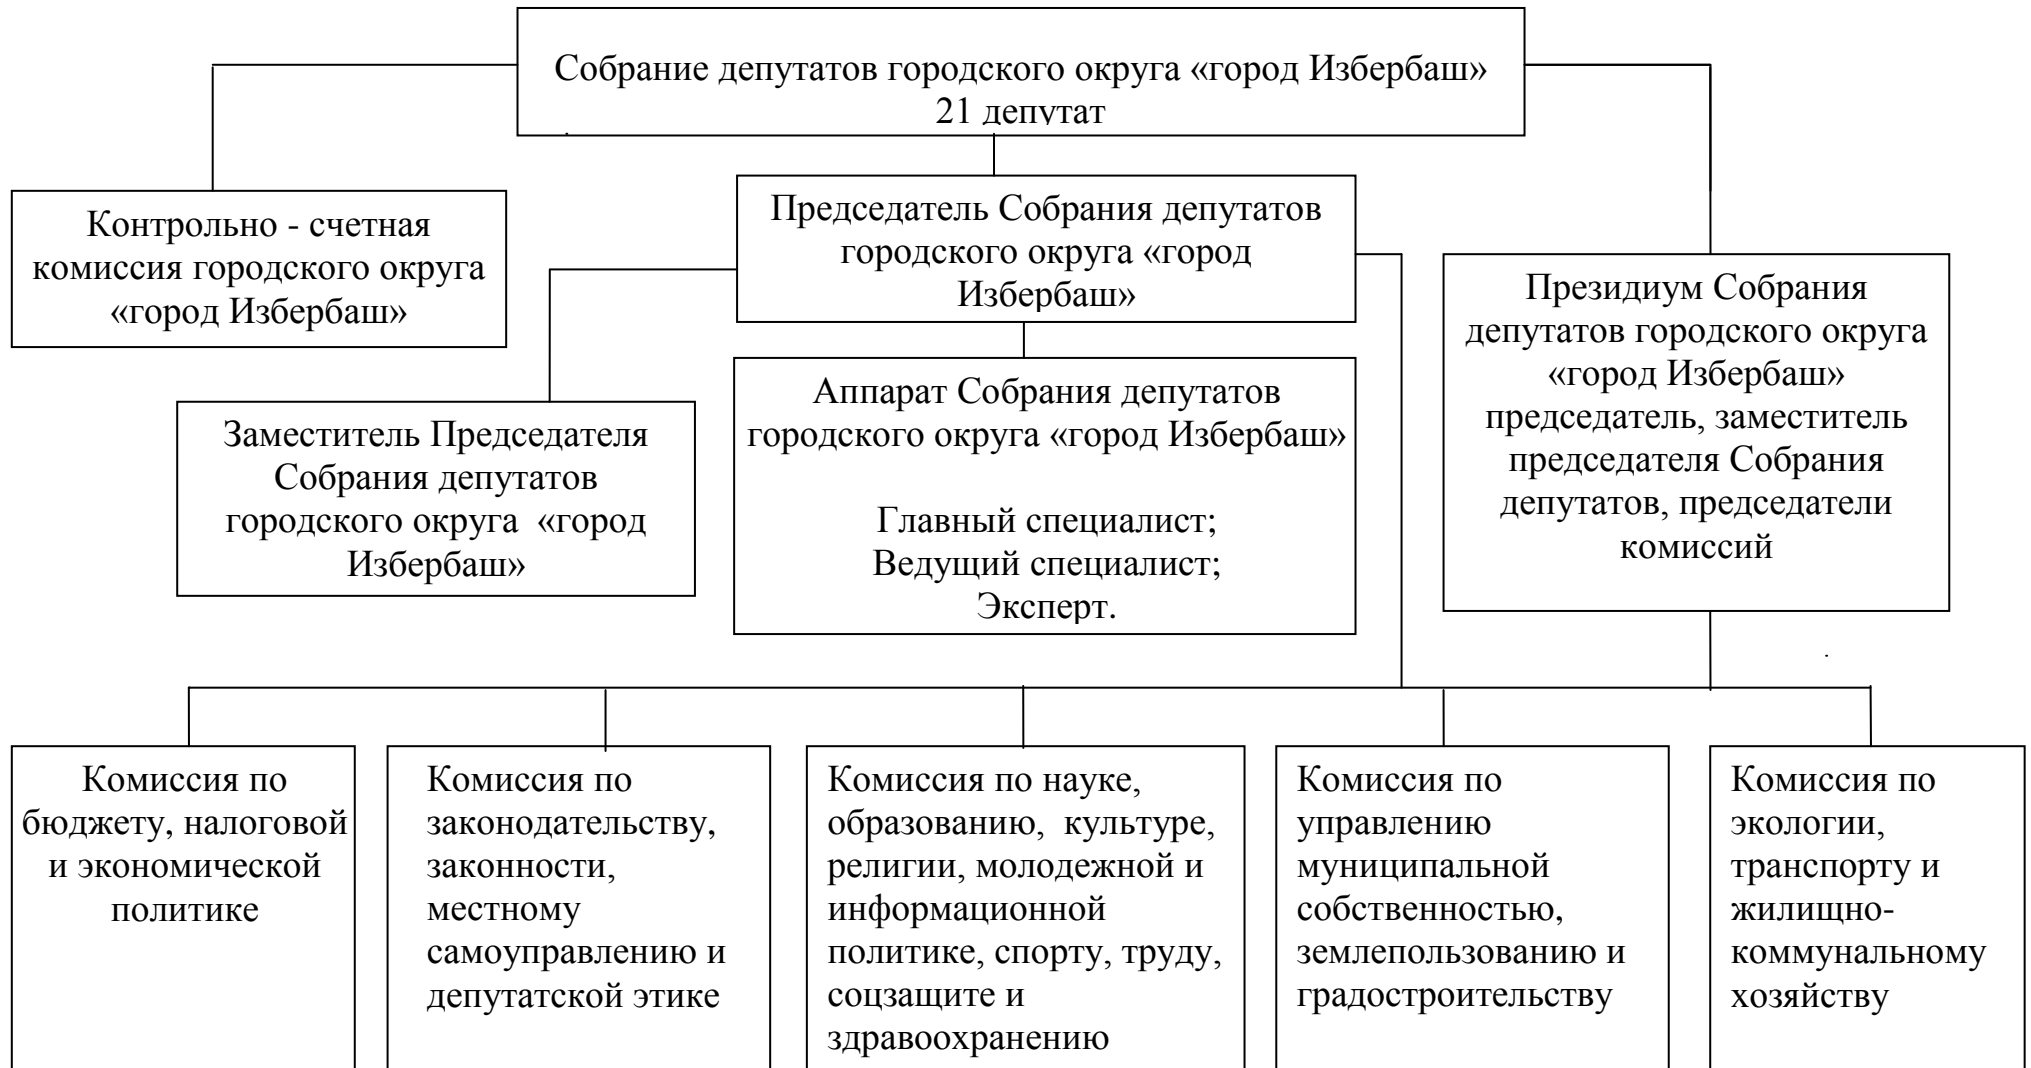 Собрание депутатов городского округа «город Избербаш»
21 депутат
Контрольно - счетная
комиссия городского округа
«город Избербаш»
Председатель Собрания депутатов
городского округа «город
Избербаш»
Президиум Собрания
депутатов городского округа
«город Избербаш»
председатель, заместитель
председателя Собрания
депутатов, председатели
комиссий
Заместитель Председателя
Собрания депутатов
городского округа  «город
Избербаш»
Аппарат Собрания депутатов
городского округа «город Избербаш»
Главный специалист;
Ведущий специалист;
Эксперт.
Комиссия по
бюджету, налоговой
и экономической
политике
Комиссия по
законодательству,
законности,
местному
самоуправлению и
депутатской этике
Комиссия по науке,
образованию,  культуре,
религии, молодежной и
информационной
политике, спорту, труду,
соцзащите и
здравоохранению
Комиссия по
управлению
муниципальной
собственностью,
землепользованию и
градостроительству
Комиссия по
экологии,
транспорту и
жилищно-
коммунальному
хозяйству